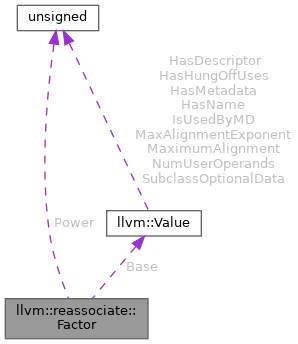 unsigned
HasDescriptor
HasHungOffUses
HasMetadata
HasName
IsUsedByMD
MaxAlignmentExponent
MaximumAlignment
NumUserOperands
SubclassOptionalData
Power
llvm::Value
Base
llvm::reassociate::
Factor